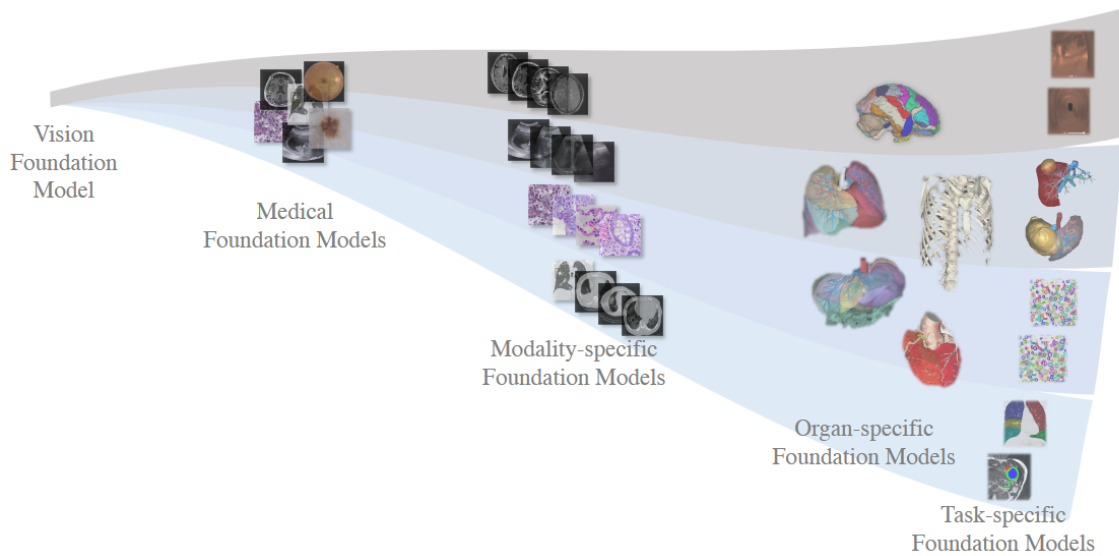 Vision
Foundation
Model
Medical
Foundation Models
Modality-specific
Foundation Models
Organ-specific
Foundation Models
Task-specific
Foundation Models